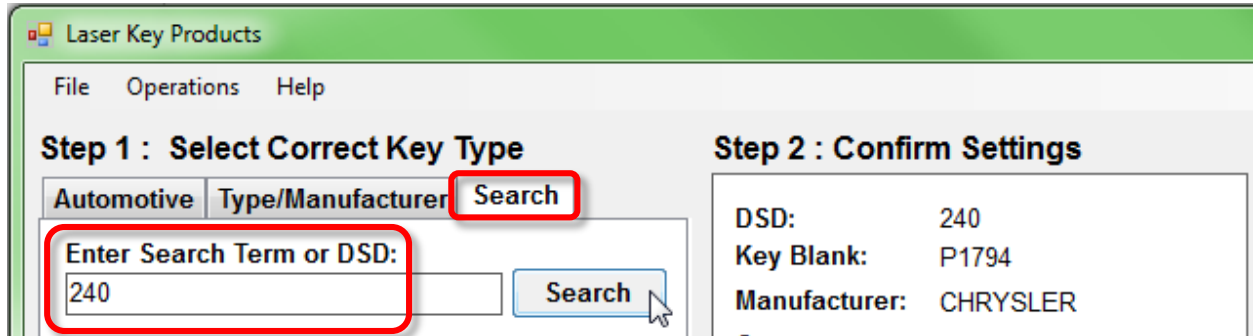 Laser Key Products
File Operations Help
Step 1 : Select Correct Key Type
Automotive Type/Manufacturer Search
Enter Search Term or DSD:
240 Search
Step 2 : Confirm Settings
DSD: 240
Key Blank: P1794
Manufacturer: CHRYSLER